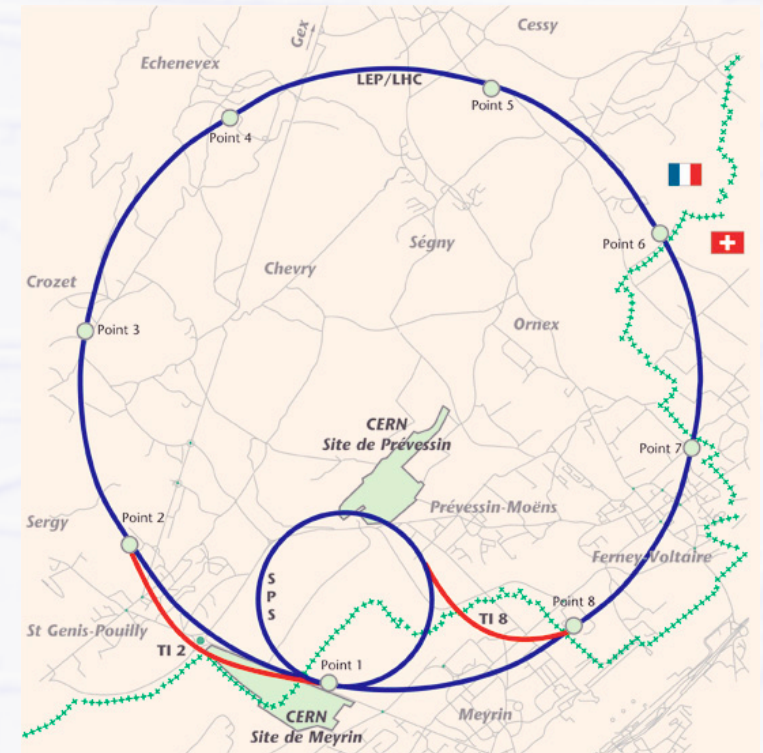 Cessy
Gex
Echenevex
LEP/LHC
Point 5
Point 4
Point 6
Ségny
Chevry
Crozet
Ornex
Point 3
CERN
Site de Prévessin
Point 7
Prévessin-Moëns
Point 2
Sergy
Ferney-Voltaire
S
P
S
Point 8
TI 8
St Genis-Pouilly
TI 2
Point 1
Meyrin
CERN
Site de Meyrin